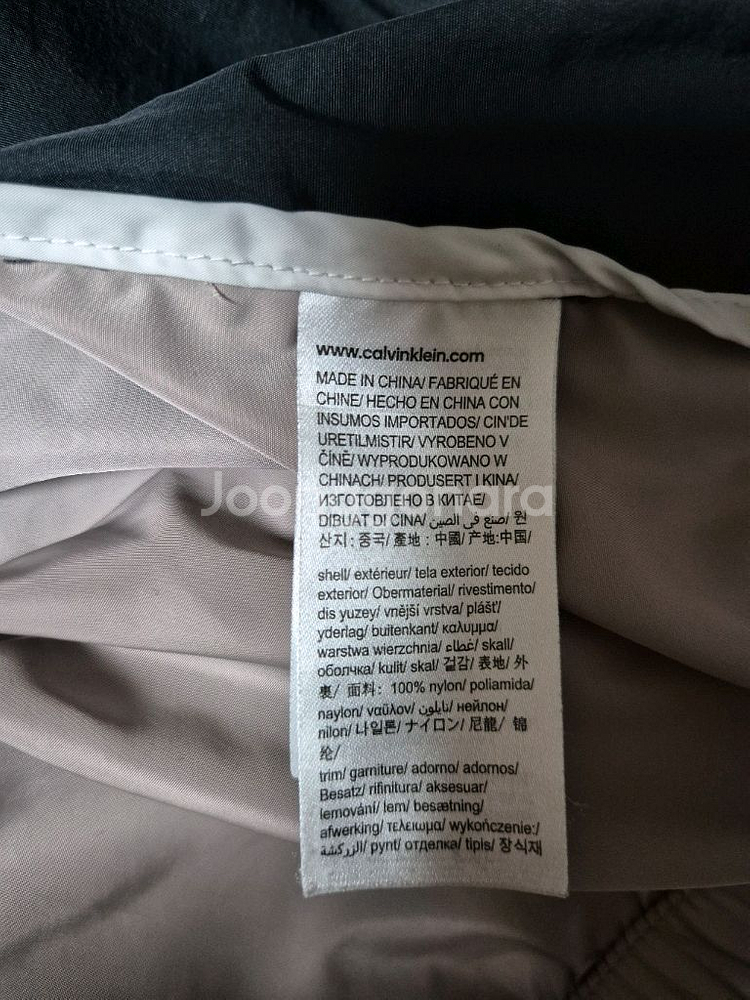 www.calvinklein.com
MADE IN CHINA/ FABRIQUÉ EN
CHINE/ HECHO EN CHINA CON
INSUMOS IMPORTADOS/ CIN'DE
URETILMISTIR/ VYROBENO V
ČÍNĚ/ WYPRODUKOWANO W
CHINACH/ PRODUSERT I KINA/
ИЗГОТОВЛЕНО В КИТАЕ/
DIBUAT DI CINA/ صنع في الصين/ 원
산지: 중국/ 產地: 中國/ 产地:中国/
shell/ extérieur/ tela exterior/ tecido
exterior/ Obermaterial/ rivestimento/
dis yuzey/ vnější vrstva/ plášť/
yderlag/ buitenkant/ καλυμμα/
warstwa wierzchnia/ غطاء/ skall/
оболчка/ kulit/ skal/ 겉감/ 表地/ 外
裏/ 面料: 100% nylon/ poliamida/
naylon/ ναϋλον/ نايلون/ нейлон/
nilon/ 나일론/ ナイロン/ 尼龍/ 锦
纶/
trim/ garniture/ adorno/ adornos/
Besatz/ rifinitura/ aksesuar/
lemování/ lem/ besætning/
afwerking/ τελειωμα/ wykończenie:/
الزركشة/ pynt/ отделка/ tipis/ 장식재